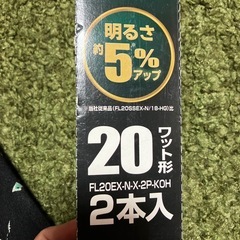 明るさ
約5%
アップ
当社従来品(FL20SSEX-N/18-HG)比
20ワット形
FL20EX-N-X-2P-KOH
2本入